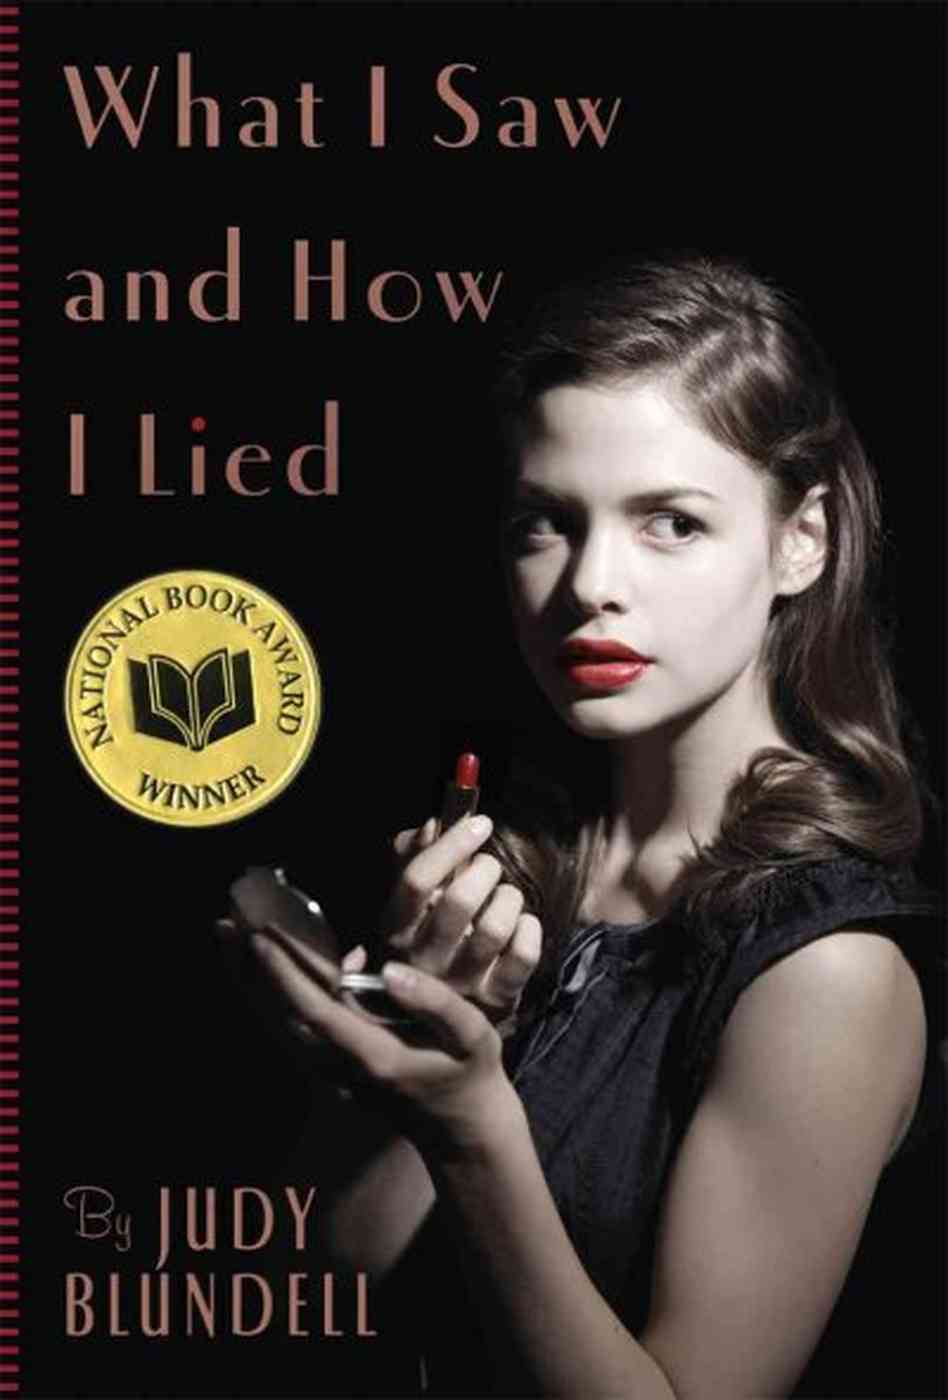 What I Saw
and How
I Lied
NATIONAL BOOK AWARD
WINNER
By JUDY
BLUNDELL